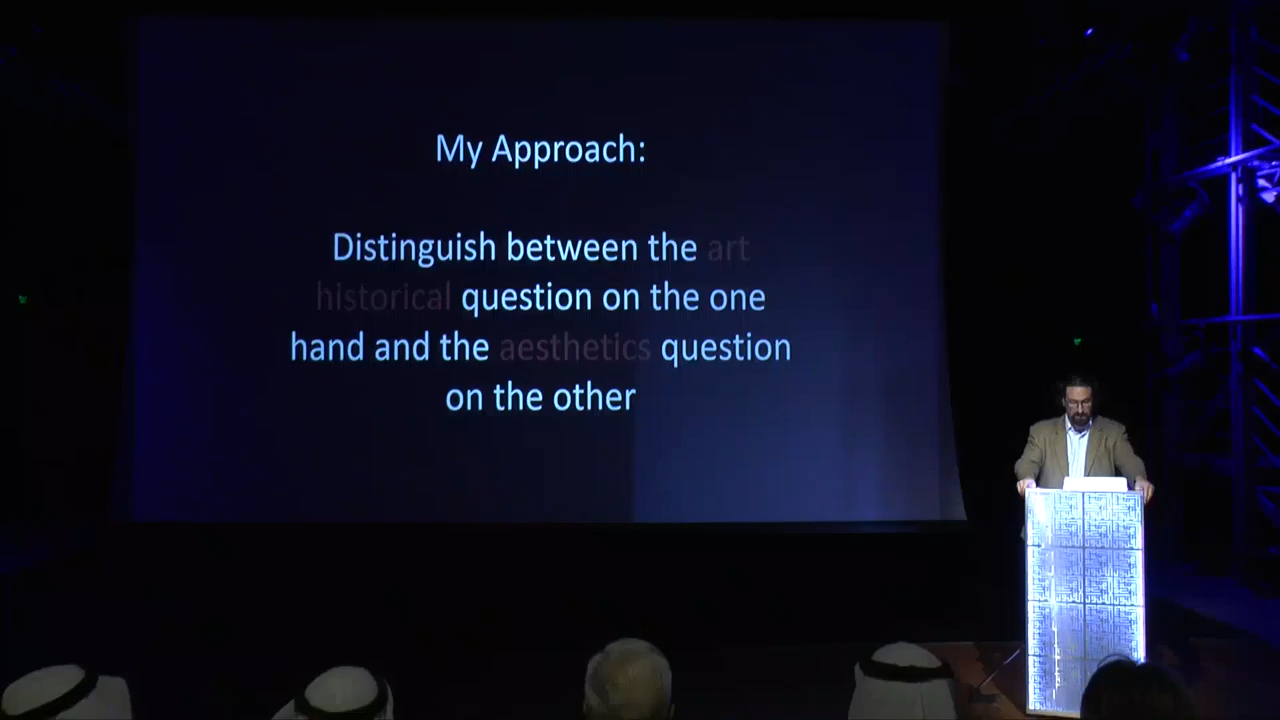 My Approach:
Distinguish between the art
historical question on the one
hand and the aesthetics question
on the other